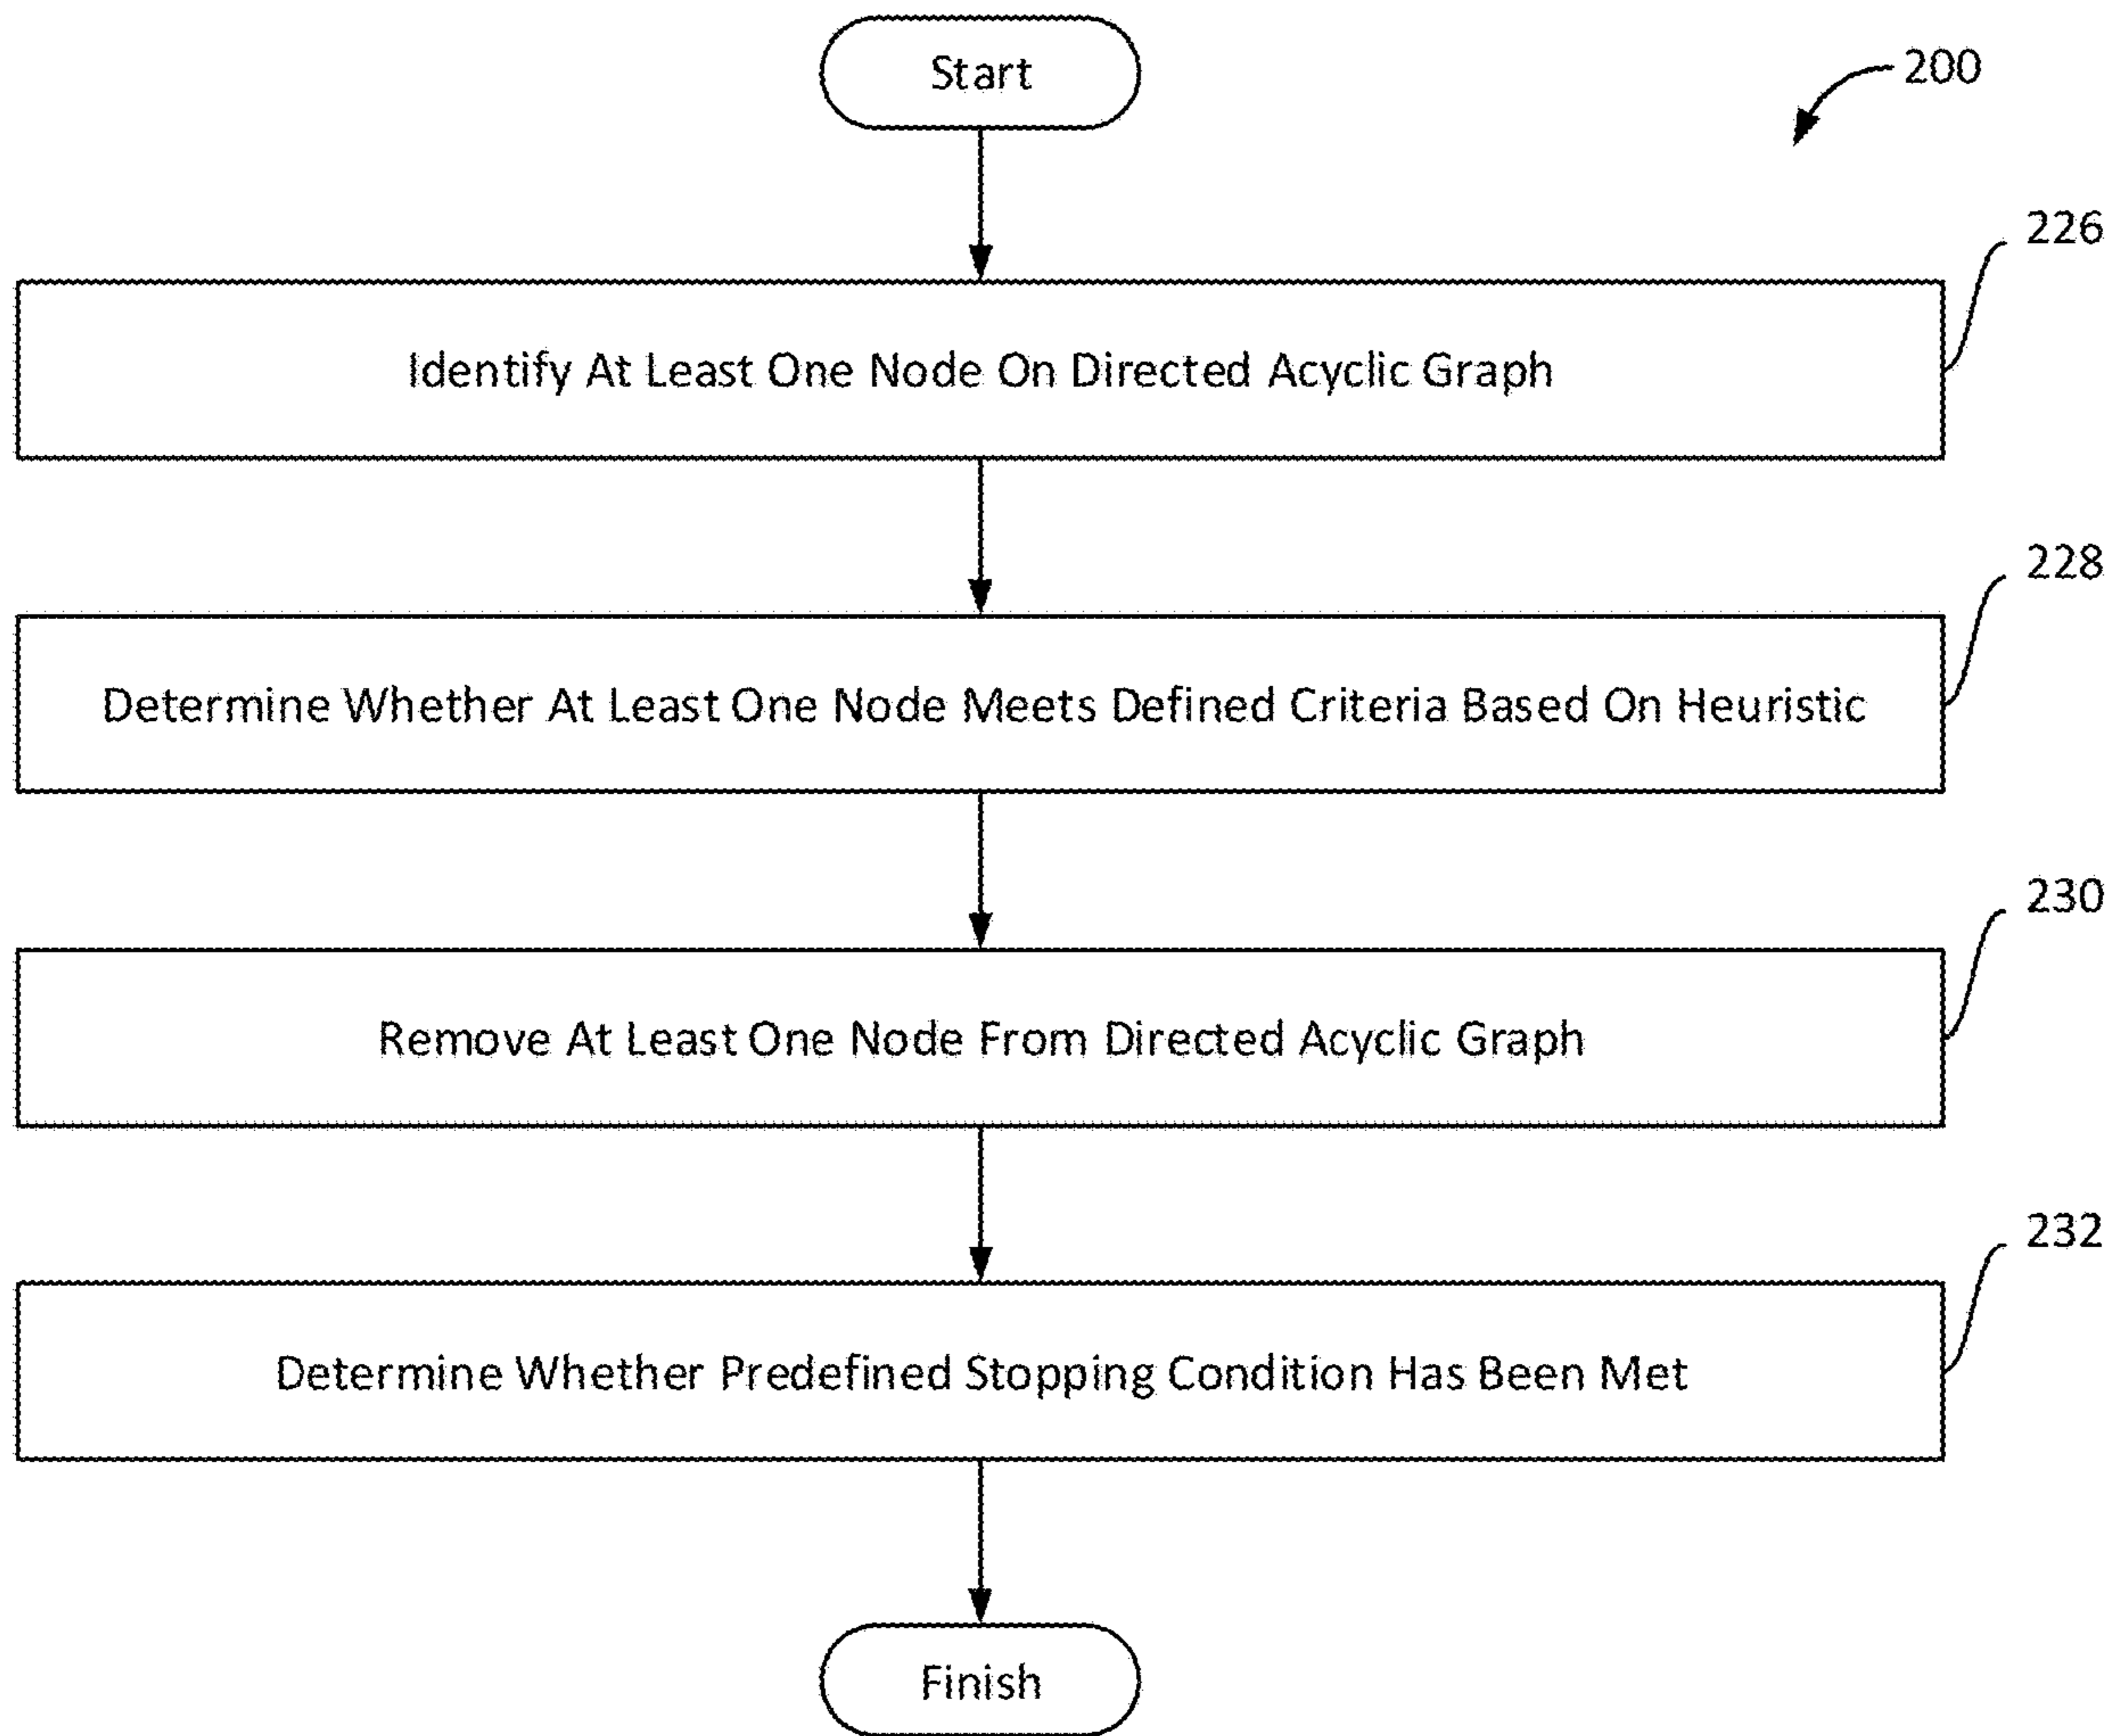 Start
200
226
Identify At Least One Node On Directed Acyclic Graph
228
Determine Whether At Least One Node Meets Defined Criteria Based On Heuristic
230
Remove At Least One Node From Directed Acyclic Graph
232
Determine Whether Predefined Stopping Condition Has Been Met
Finish